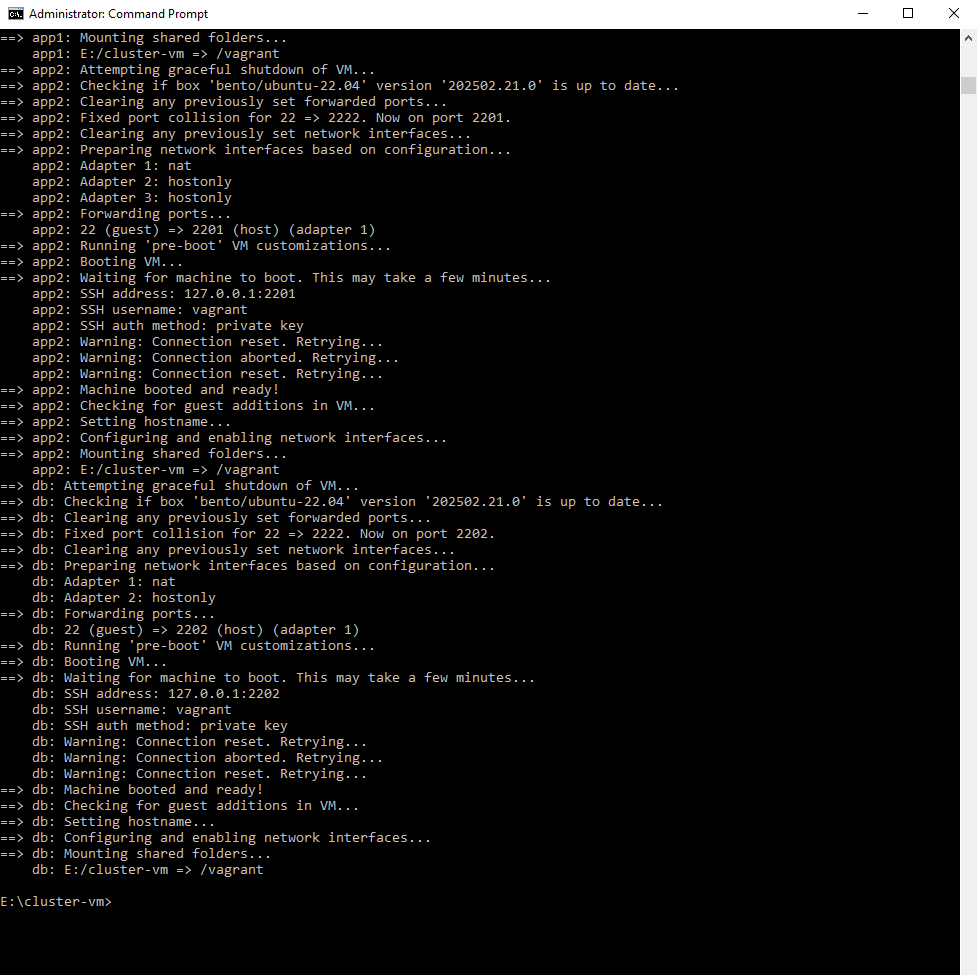 Administrator: Command Prompt
==> app1: Mounting shared folders...
    app1: E:/cluster-vm => /vagrant
==> app2: Attempting graceful shutdown of VM...
==> app2: Checking if box 'bento/ubuntu-22.04' version '202502.21.0' is up to date...
==> app2: Clearing any previously set forwarded ports...
==> app2: Fixed port collision for 22 => 2222. Now on port 2201.
==> app2: Clearing any previously set network interfaces...
==> app2: Preparing network interfaces based on configuration...
    app2: Adapter 1: nat
    app2: Adapter 2: hostonly
    app2: Adapter 3: hostonly
==> app2: Forwarding ports...
    app2: 22 (guest) => 2201 (host) (adapter 1)
==> app2: Running 'pre-boot' VM customizations...
==> app2: Booting VM...
==> app2: Waiting for machine to boot. This may take a few minutes...
    app2: SSH address: 127.0.0.1:2201
    app2: SSH username: vagrant
    app2: SSH auth method: private key
    app2: Warning: Connection reset. Retrying...
    app2: Warning: Connection aborted. Retrying...
    app2: Warning: Connection reset. Retrying...
==> app2: Machine booted and ready!
==> app2: Checking for guest additions in VM...
==> app2: Setting hostname...
==> app2: Configuring and enabling network interfaces...
==> app2: Mounting shared folders...
    app2: E:/cluster-vm => /vagrant
==> db: Attempting graceful shutdown of VM...
==> db: Checking if box 'bento/ubuntu-22.04' version '202502.21.0' is up to date...
==> db: Clearing any previously set forwarded ports...
==> db: Fixed port collision for 22 => 2222. Now on port 2202.
==> db: Clearing any previously set network interfaces...
==> db: Preparing network interfaces based on configuration...
    db: Adapter 1: nat
    db: Adapter 2: hostonly
==> db: Forwarding ports...
    db: 22 (guest) => 2202 (host) (adapter 1)
==> db: Running 'pre-boot' VM customizations...
==> db: Booting VM...
==> db: Waiting for machine to boot. This may take a few minutes...
    db: SSH address: 127.0.0.1:2202
    db: SSH username: vagrant
    db: SSH auth method: private key
    db: Warning: Connection reset. Retrying...
    db: Warning: Connection aborted. Retrying...
    db: Warning: Connection reset. Retrying...
==> db: Machine booted and ready!
==> db: Checking for guest additions in VM...
==> db: Setting hostname...
==> db: Configuring and enabling network interfaces...
==> db: Mounting shared folders...
    db: E:/cluster-vm => /vagrant
E:\cluster-vm>